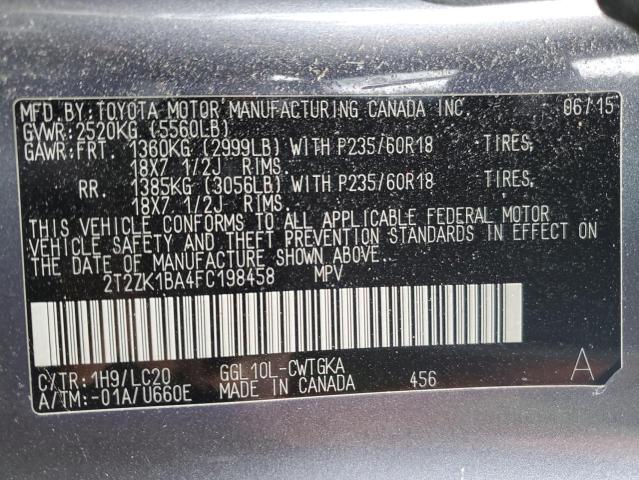 MFD.BY:TOYOTA MOTOR MANUFACTURING CANADA INC. 06/15
GVWR:2520KG (5560LB)
GAWR:FRT. 1360KG (2999LB) WITH P235/60R18 TIRES,
18X7 1/2J RIMS.
RR. 1385KG (3056LB) WITH P235/60R18 TIRES,
18X7 1/2J RIMS.
THIS VEHICLE CONFORMS TO ALL APPLICABLE FEDERAL MOTOR
VEHICLE SAFETY AND THEFT PREVENTION STANDARDS IN EFFECT ON
THE DATE OF MANUFACTURE SHOWN ABOVE.
2T2ZK1BA4FC198458 MPV
C/TR:1H9/LC20 GGL10L-CWTGKA
A/TM:-01A/U660E MADE IN CANADA 456 A